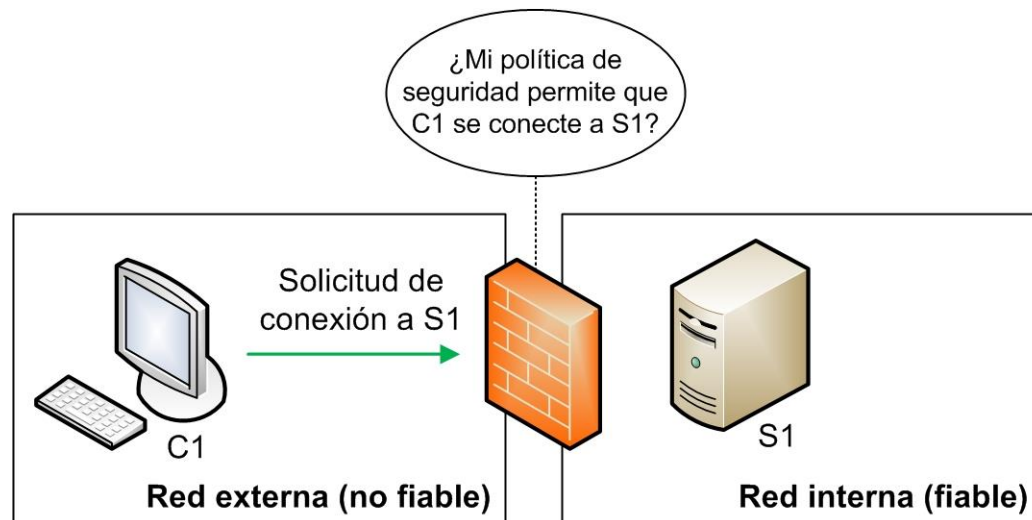 ¿Mi política de
seguridad permite que
C1 se conecte a S1?
Solicitud de
conexión a S1
C1
S1
Red externa (no fiable)
Red interna (fiable)